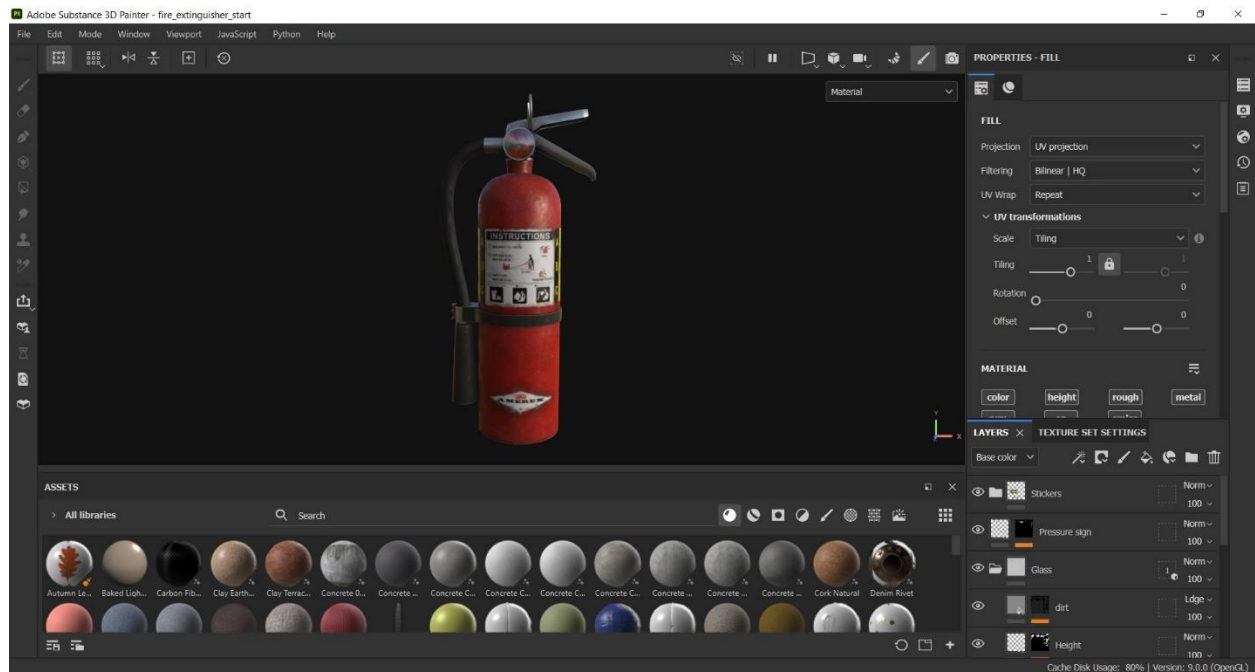 Adobe Substance 3D Painter - fire_extinguisher_start
File Edit Mode Window Viewport JavaScript Python Help
Material
INSTRUCTIONS
AMEREX
PROPERTIES - FILL
FILL
Projection UV projection
Filtering Bilinear | HQ
UV Wrap Repeat
UV transformations
Scale Tiling
Tiling 1 1
Rotation 0
Offset 0 0
MATERIAL
color height rough metal
Y
X
LAYERS TEXTURE SET SETTINGS
Base color
Stickers Norm
100
Pressure sign Norm
100
Glass 1 Norm
100
dirt Ldge
100
Height Norm
100
ASSETS
All libraries Search
Autumn Le... Baked Ligh... Carbon Fib... Clay Earth... Clay Terrac... Concrete 0... Concrete ... Concrete C... Concrete C... Concrete C... Concrete C... Concrete ... Concrete ... Cork Natural Denim Rivet
Cache Disk Usage: 80% | Version: 9.0.0 (OpenGL)